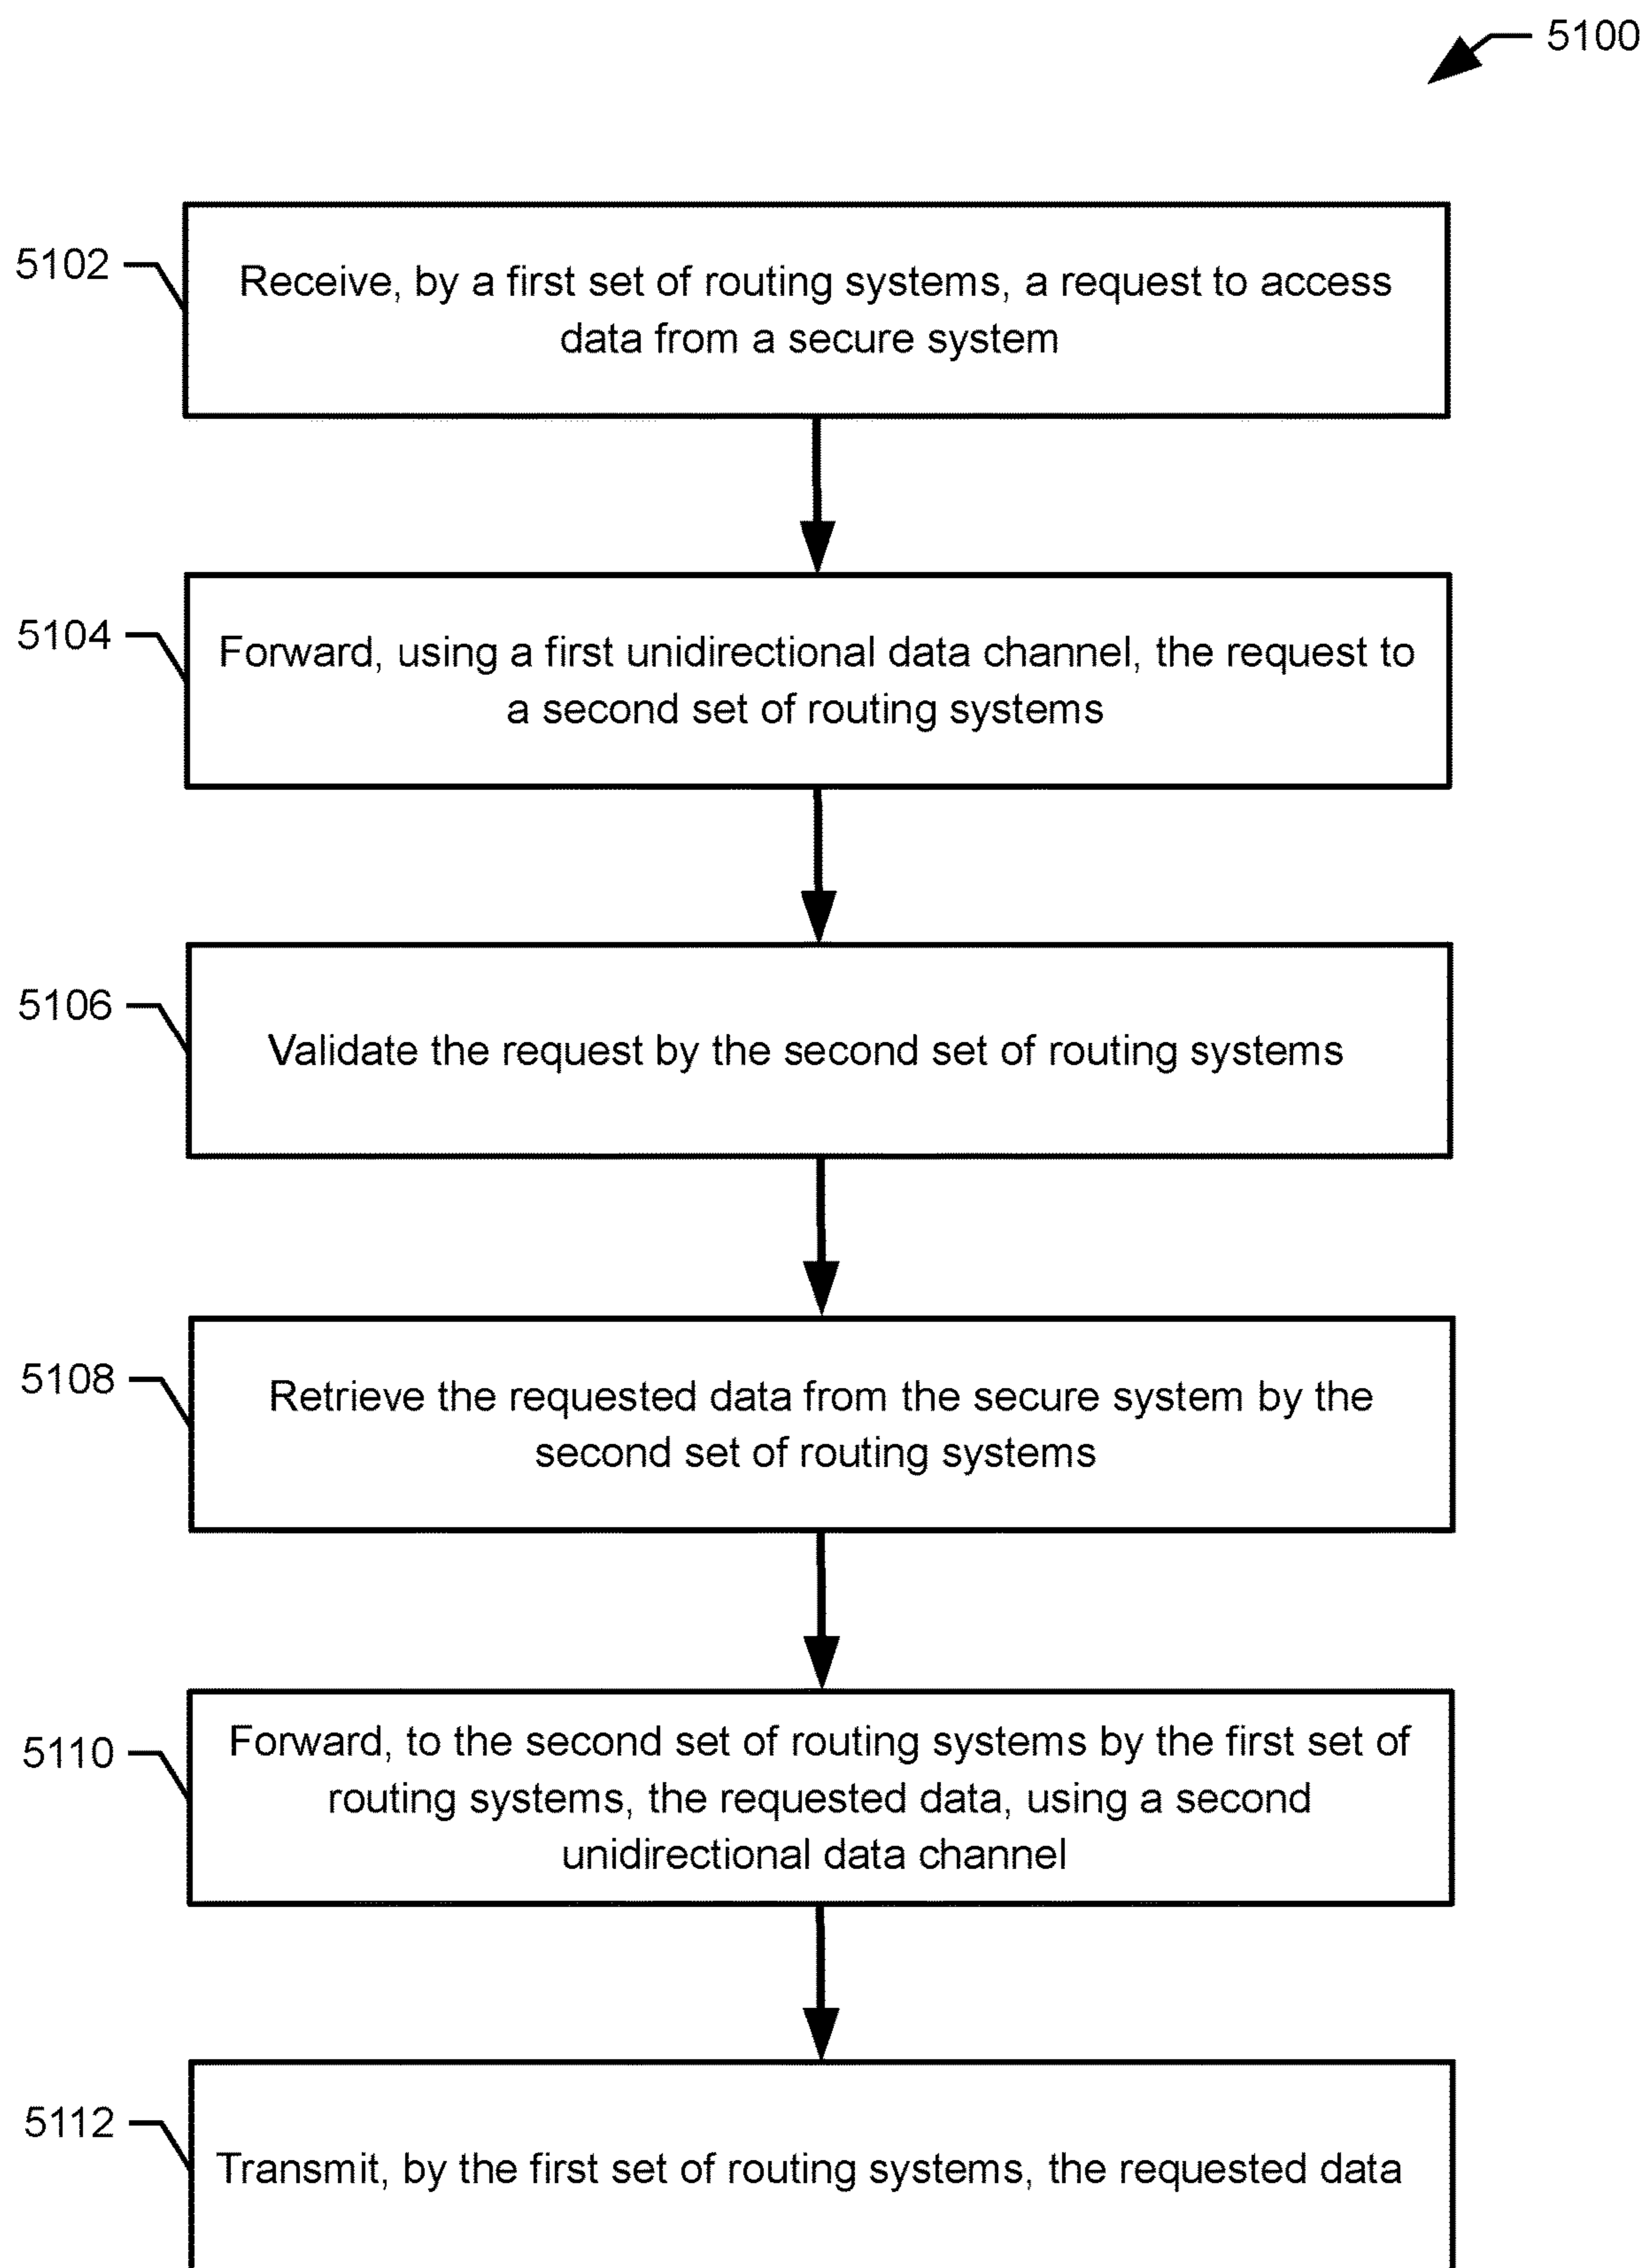 5100
5102
Receive, by a first set of routing systems, a request to access
data from a secure system
5104
Forward, using a first unidirectional data channel, the request to
a second set of routing systems
5106
Validate the request by the second set of routing systems
5108
Retrieve the requested data from the secure system by the
second set of routing systems
5110
Forward, to the second set of routing systems by the first set of
routing systems, the requested data, using a second
unidirectional data channel
5112
Transmit, by the first set of routing systems, the requested data